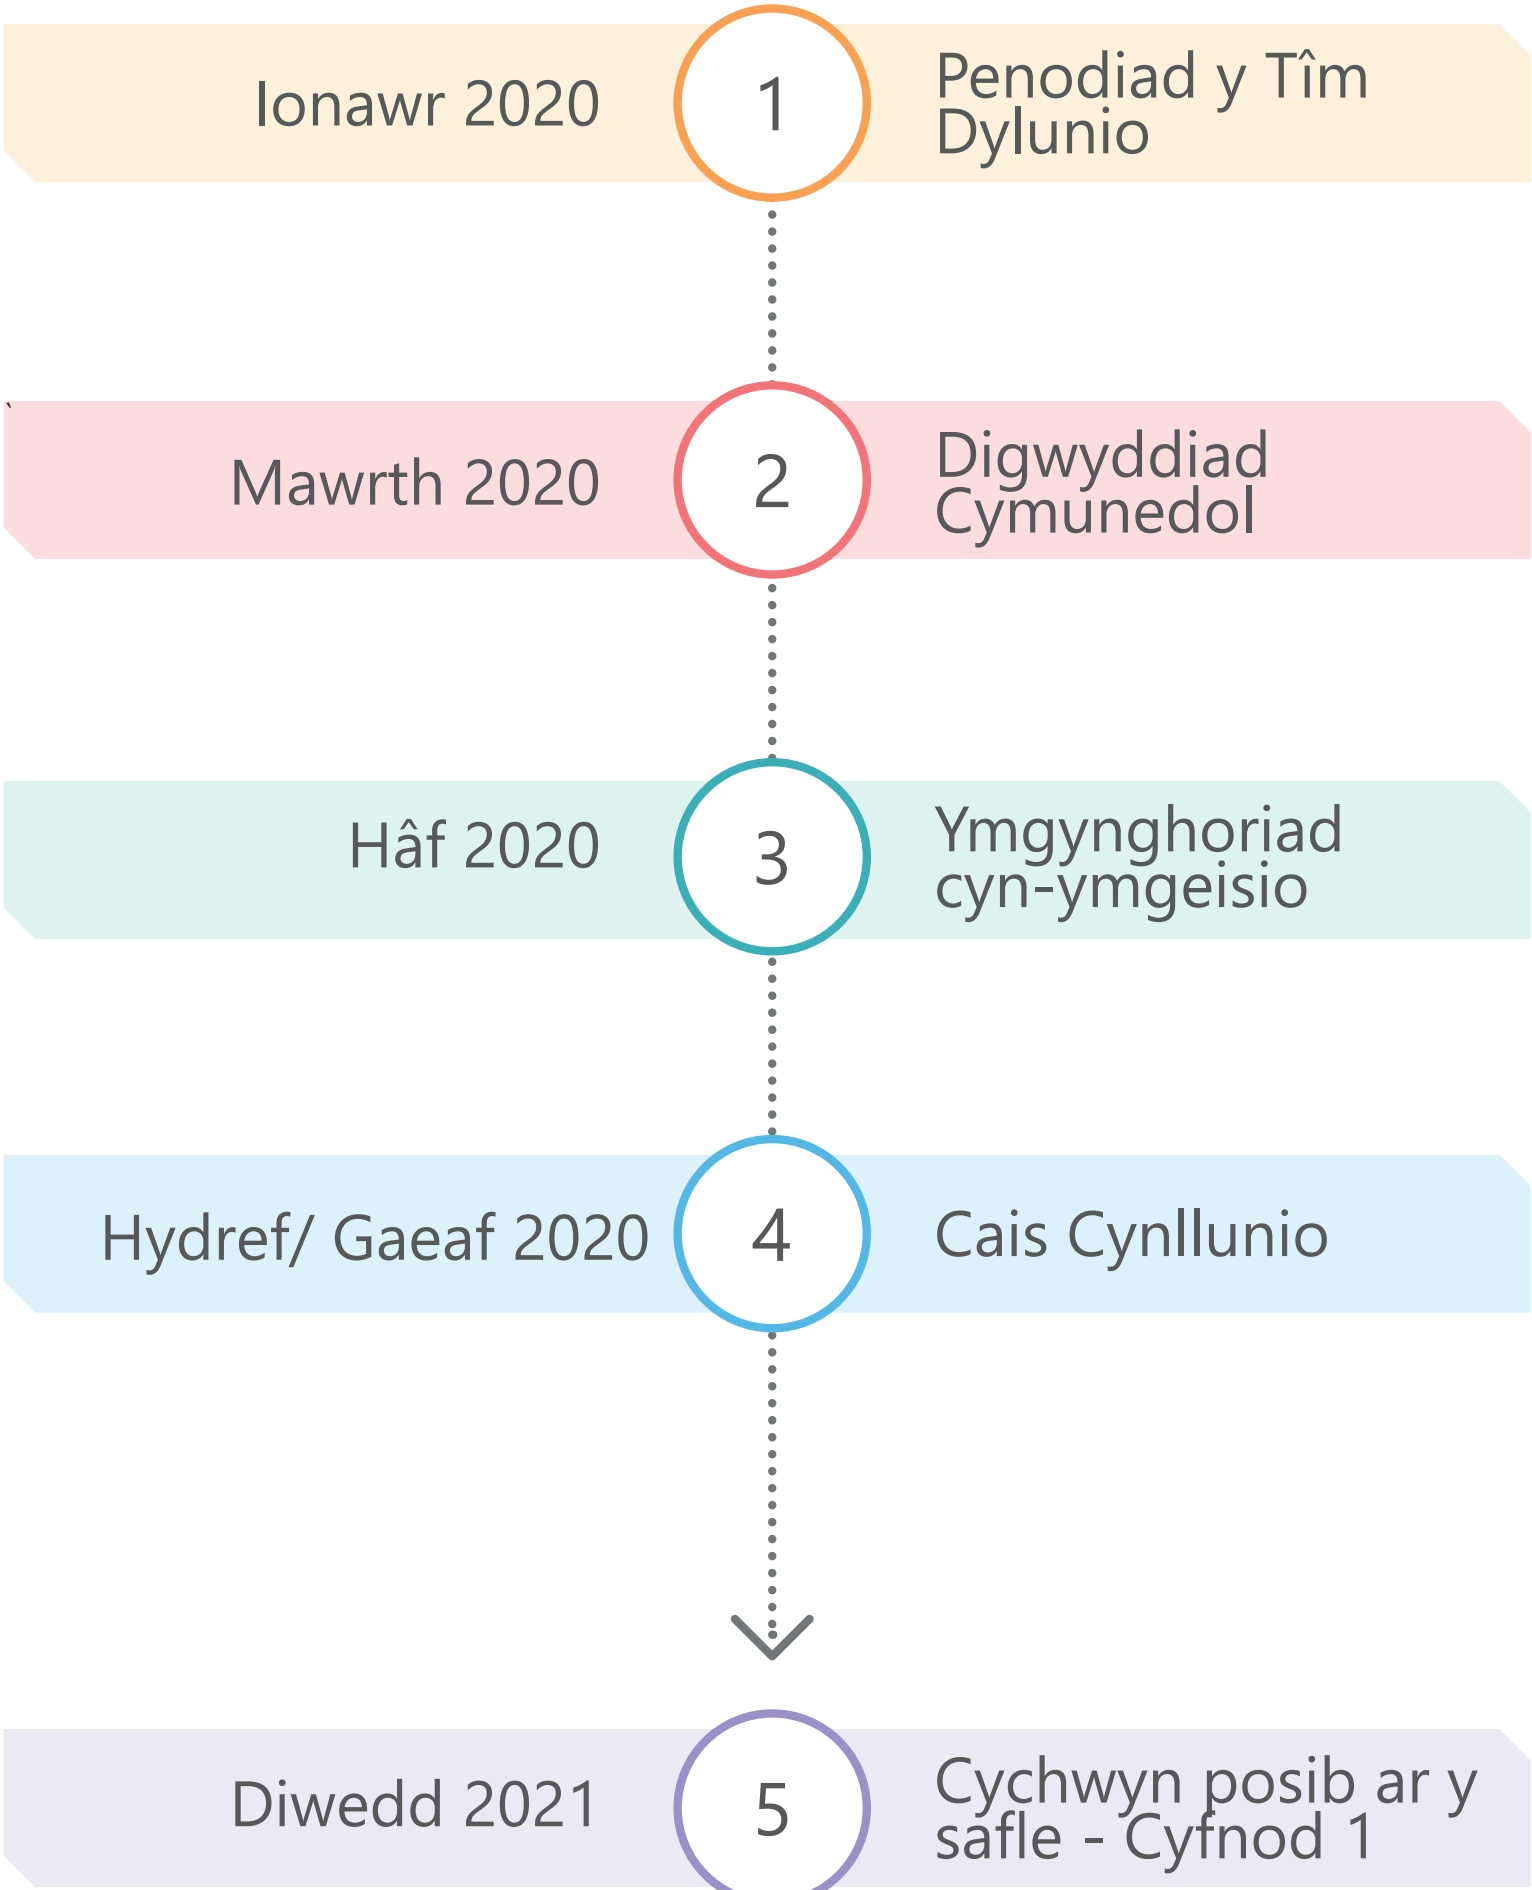 Ionawr 2020
1
Penodiad y Tîm
Dylunio
`
Mawrth 2020
2
Digwyddiad
Cymunedol
Hâf 2020
3
Ymgynghoriad
cyn-ymgeisio
Hydref/ Gaeaf 2020
4
Cais Cynllunio
Diwedd 2021
5
Cychwyn posib ar y
safle - Cyfnod 1